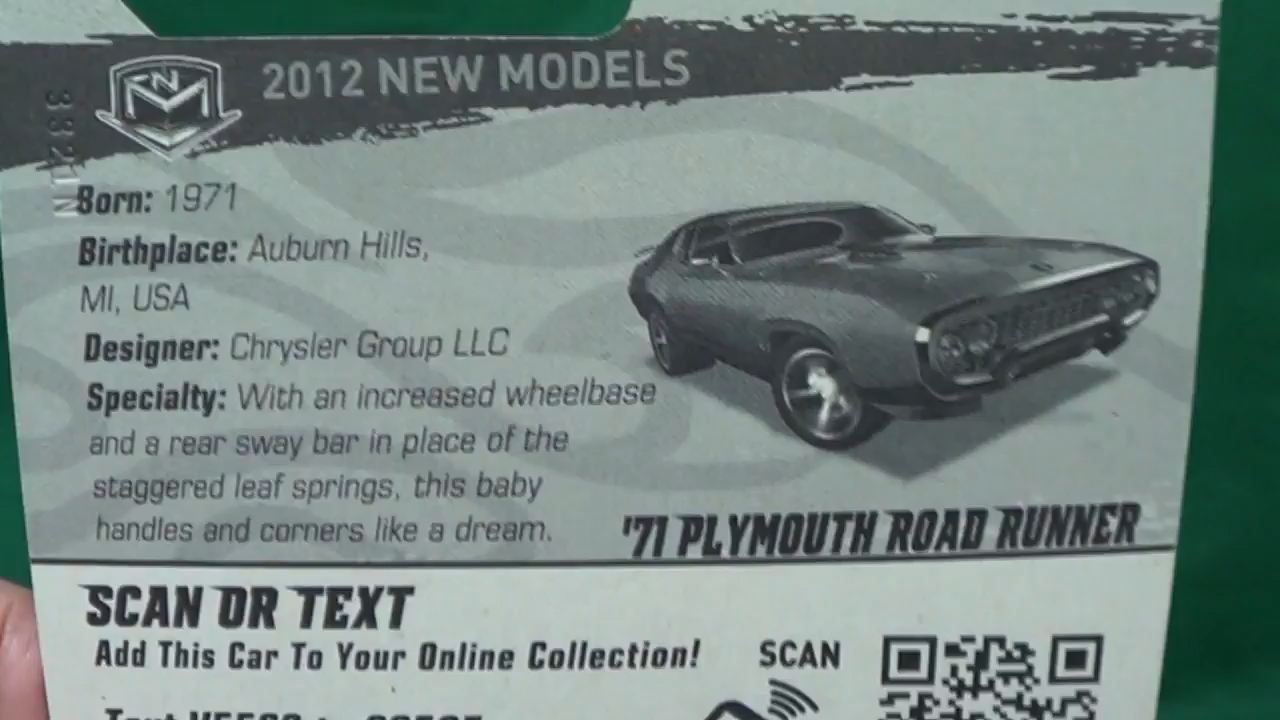 2012 NEW MODELS
Born: 1971
Birthplace: Auburn Hills,
MI, USA
Designer: Chrysler Group LLC
Specialty: With an increased wheelbase
and a rear sway bar in place of the
staggered leaf springs, this baby
handles and corners like a dream.
'71 PLYMOUTH ROAD RUNNER
SCAN OR TEXT
Add This Car To Your Online Collection!
SCAN
Text